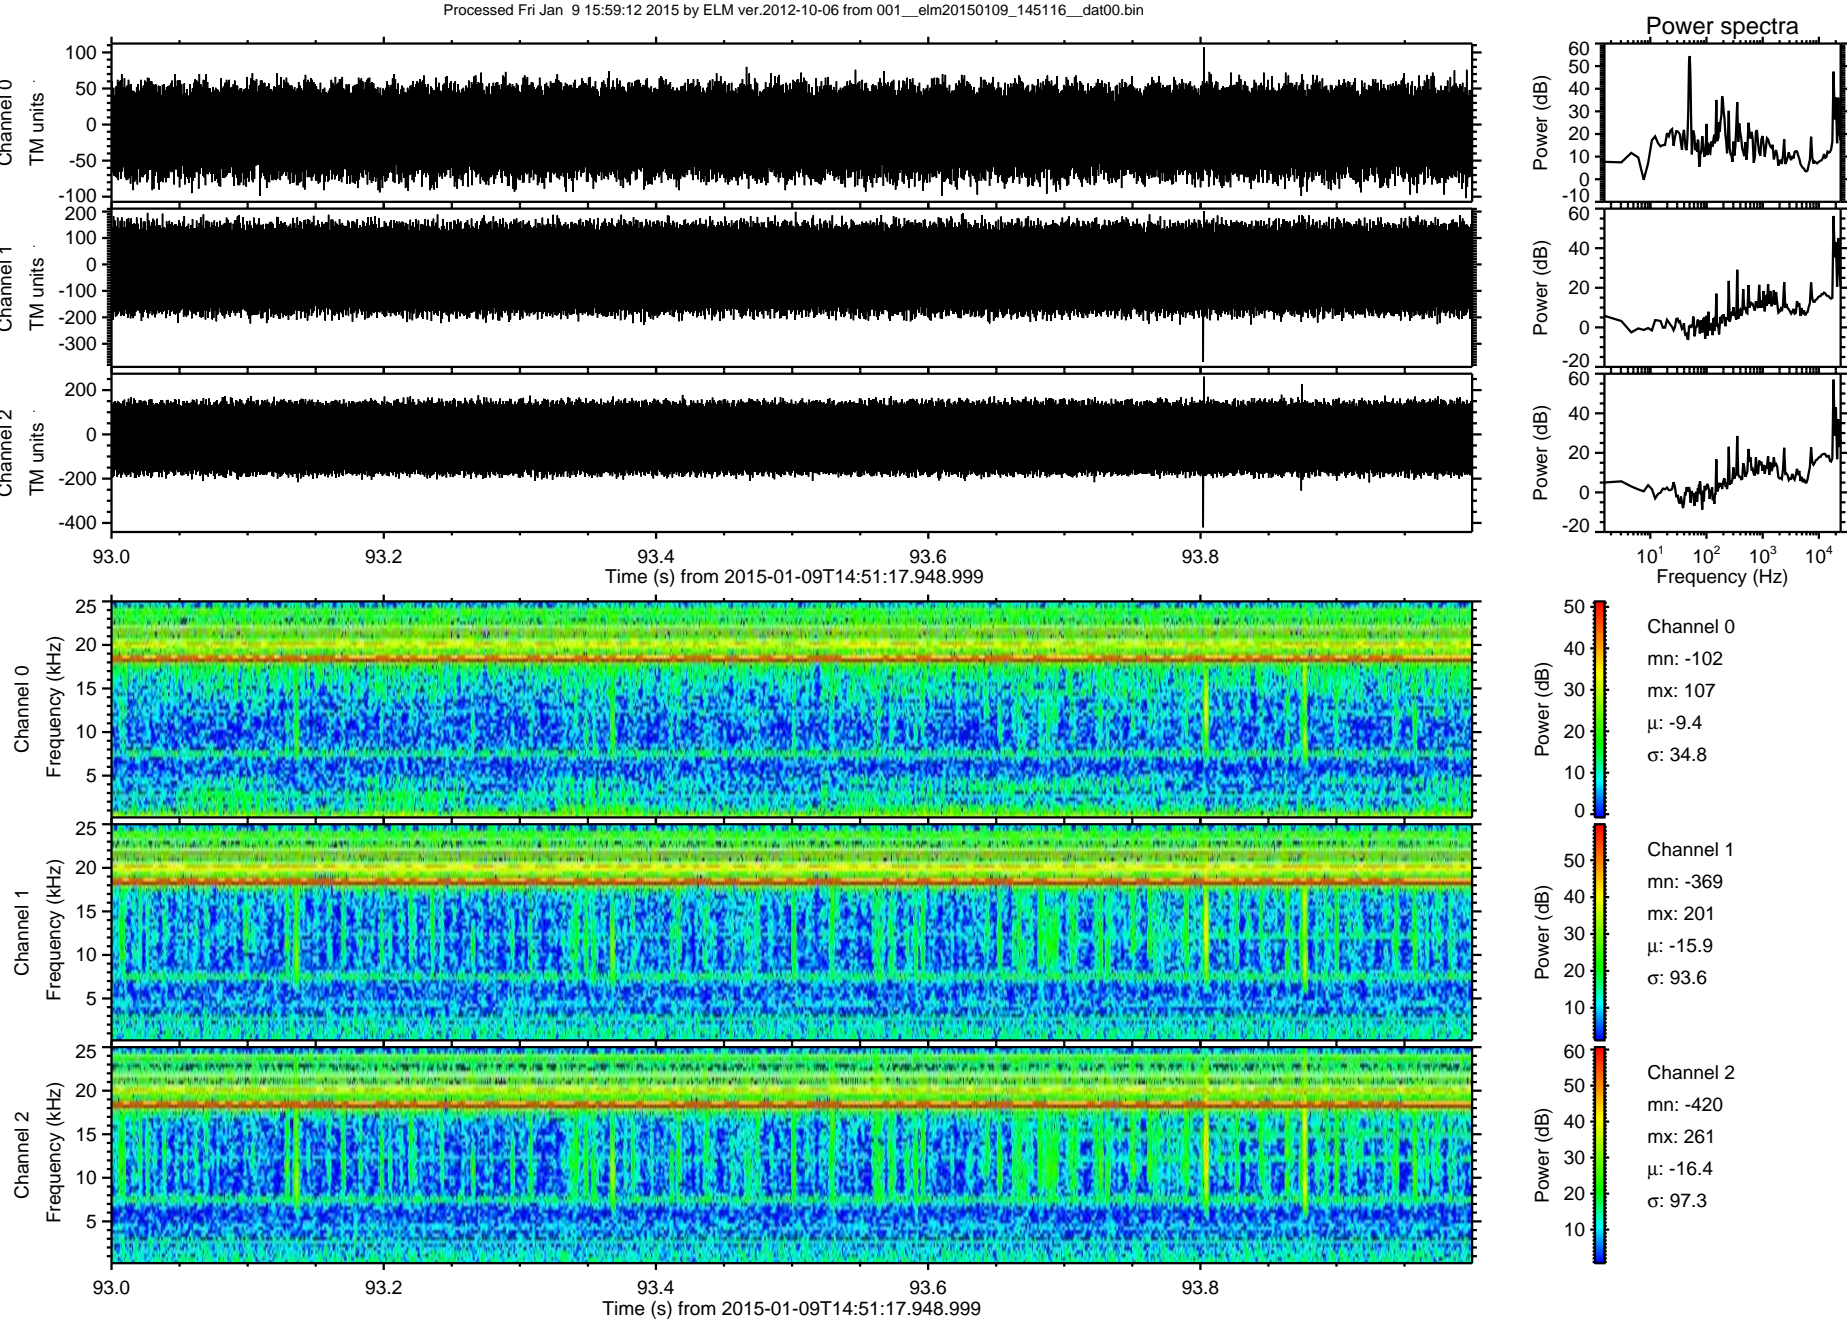 Processed Fri Jan  9 15:59:12 2015 by ELM ver.2012-10-06 from 001__elm20150109_145116__dat00.bin
Power spectra
Channel 0
TM units
100
50
0
-50
-100
Power (dB)
60
50
40
30
20
10
0
-10
Channel 1
TM units
200
100
0
-100
-200
-300
Power (dB)
60
40
20
0
-20
Channel 2
TM units
200
0
-200
-400
Power (dB)
60
40
20
0
-20
93.0 93.2 93.4 93.6 93.8
Time (s) from 2015-01-09T14:51:17.948.999
10^1 10^2 10^3 10^4
Frequency (Hz)
Channel 0
Frequency (kHz)
25
20
15
10
5
Power (dB)
50
40
30
20
10
0
Channel 0
mn: -102
mx: 107
μ: -9.4
σ: 34.8
Channel 1
Frequency (kHz)
25
20
15
10
5
Power (dB)
50
40
30
20
10
Channel 1
mn: -369
mx: 201
μ: -15.9
σ: 93.6
Channel 2
Frequency (kHz)
25
20
15
10
5
Power (dB)
60
50
40
30
20
10
Channel 2
mn: -420
mx: 261
μ: -16.4
σ: 97.3
93.0 93.2 93.4 93.6 93.8
Time (s) from 2015-01-09T14:51:17.948.999